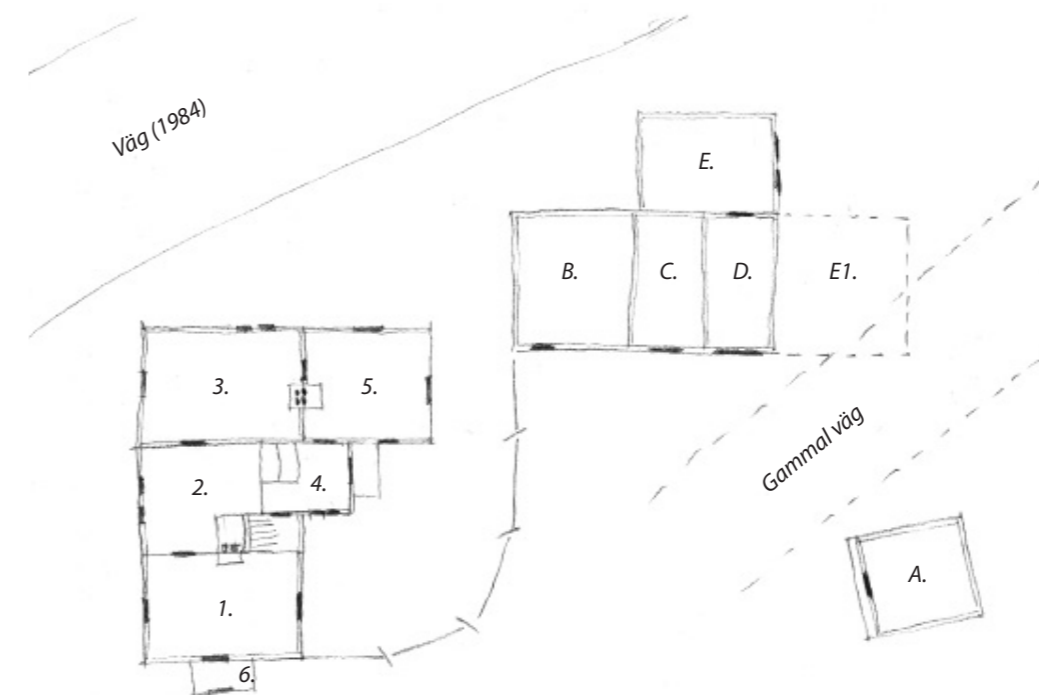 Väg (1984)
E.
B.
C.
D.
E1.
3.
5.
2.
4.
Gammal väg
A.
1.
6.